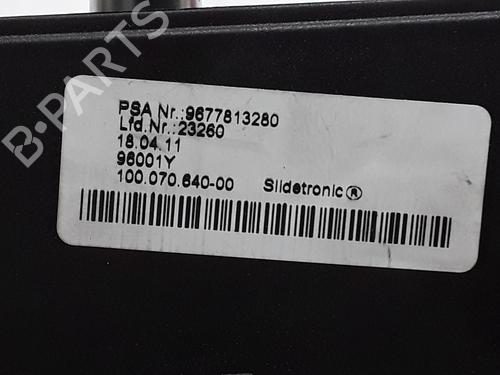 PSA Nr.:9677813280
Lfd.Nr.:23260
18.04.11
96001Y
100.070.640-00 Slidetronic®
B-PARTS